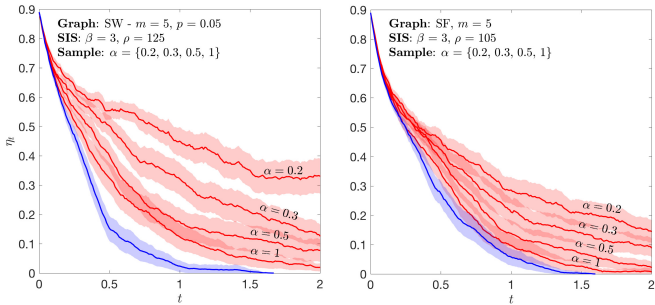 Graph: SW - m = 5, p = 0.05
SIS: β = 3, ρ = 125
Sample: α = {0.2, 0.3, 0.5, 1}
0.9
0.8
0.7
0.6
0.5
0.4
0.3
0.2
0.1
0
ηt
α = 0.2
α = 0.3
α = 0.5
α = 1
0.5
1
1.5
2
t
Graph: SF, m = 5
SIS: β = 3, ρ = 105
Sample: α = {0.2, 0.3, 0.5, 1}
0.9
0.8
0.7
0.6
0.5
0.4
0.3
0.2
0.1
0
α = 0.2
α = 0.3
α = 0.5
α = 1
0
0.5
1
1.5
2
t